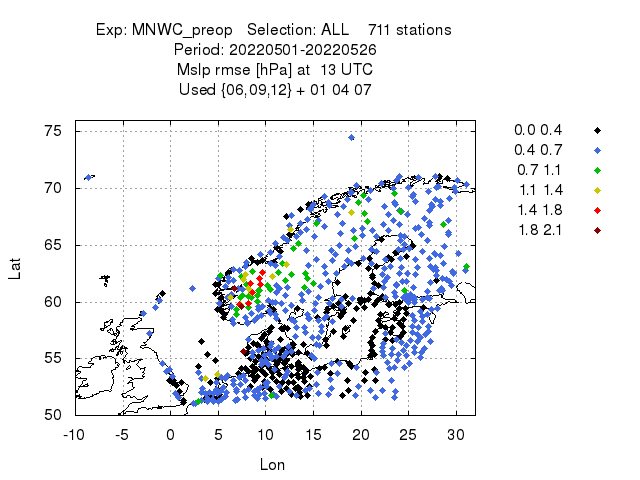 Exp: MNWC_preop   Selection: ALL    711 stations
Period: 20220501-20220526
Mslp rmse [hPa] at  13 UTC
Used {06,09,12} + 01 04 07
0.0 0.4
0.4 0.7
0.7 1.1
1.1 1.4
1.4 1.8
1.8 2.1
75
70
65
60
55
50
Lat
-10 -5 0 5 10 15 20 25 30
Lon